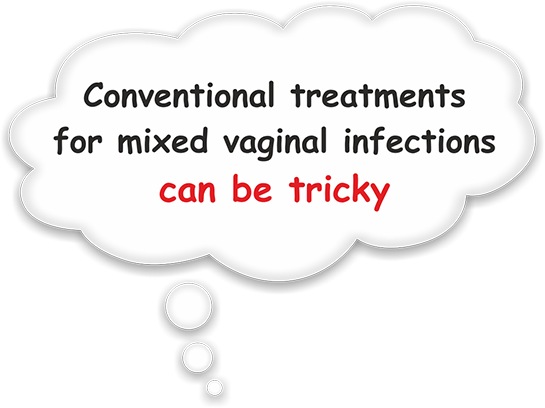 Conventional treatments
for mixed vaginal infections
can be tricky